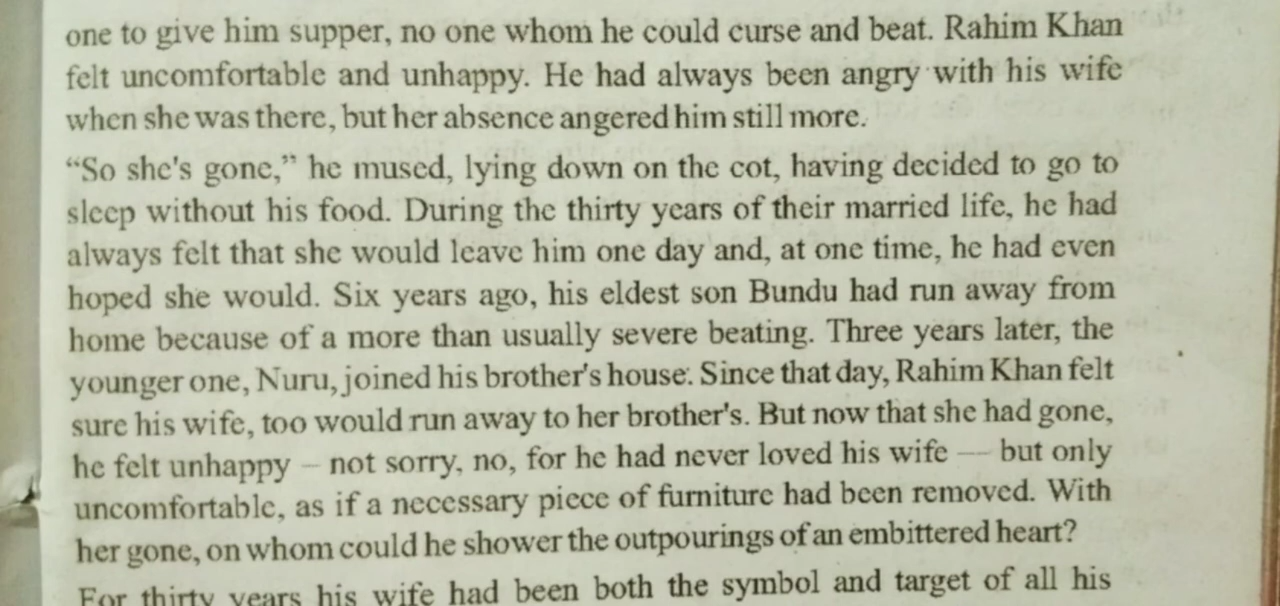 one to give him supper, no one whom he could curse and beat. Rahim Khan
felt uncomfortable and unhappy. He had always been angry with his wife
when she was there, but her absence angered him still more.
“So she's gone,” he mused, lying down on the cot, having decided to go to
sleep without his food. During the thirty years of their married life, he had
always felt that she would leave him one day and, at one time, he had even
hoped she would. Six years ago, his eldest son Bundu had run away from
home because of a more than usually severe beating. Three years later, the
younger one, Nuru, joined his brother's house. Since that day, Rahim Khan felt
sure his wife, too would run away to her brother's. But now that she had gone,
he felt unhappy – not sorry, no, for he had never loved his wife — but only
uncomfortable, as if a necessary piece of furniture had been removed. With
her gone, on whom could he shower the outpourings of an embittered heart?
For thirty years his wife had been both the symbol and target of all his